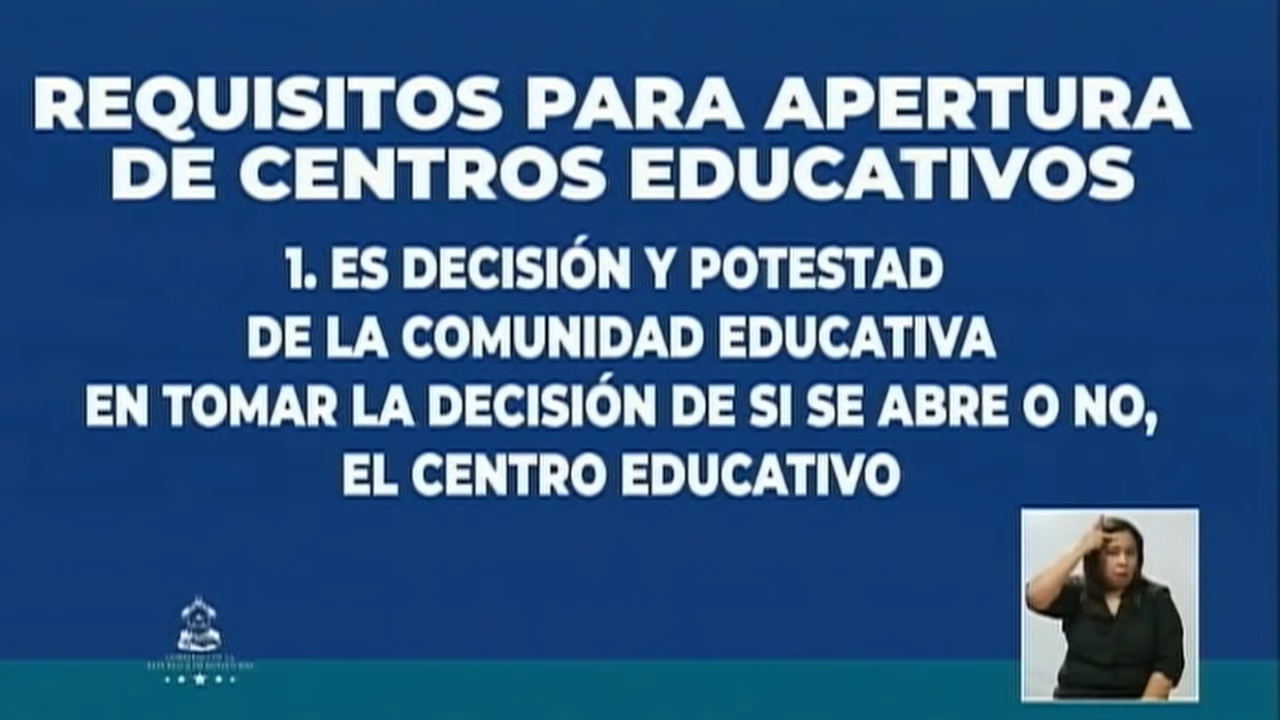 REQUISITOS PARA APERTURA
DE CENTROS EDUCATIVOS
1. ES DECISIÓN Y POTESTAD
DE LA COMUNIDAD EDUCATIVA
EN TOMAR LA DECISIÓN DE SI SE ABRE O NO,
EL CENTRO EDUCATIVO